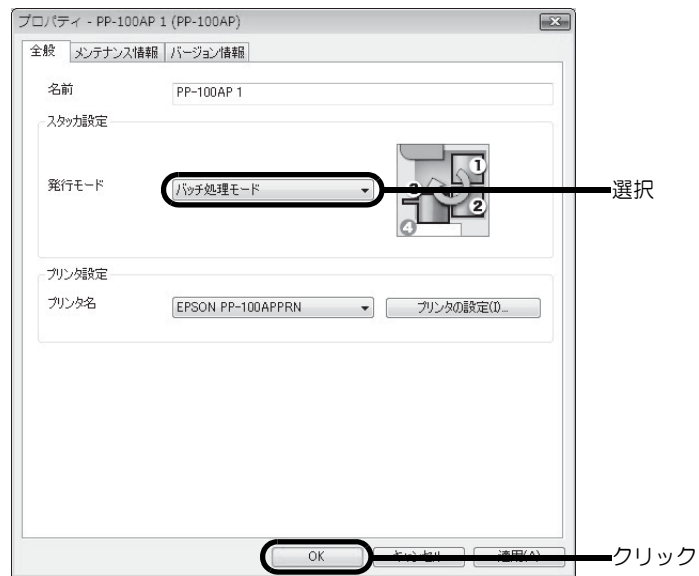 プロパティ - PP-100AP 1 (PP-100AP)
全般 メンテナンス情報 バージョン情報
名前 PP-100AP 1
スタッカ設定
発行モード バッチ処理モード 選択
1
3
2
4
プリンタ設定
プリンタ名 EPSON PP-100APPRN プリンタの設定(I)...
OK キャンセル 適用(A) クリック